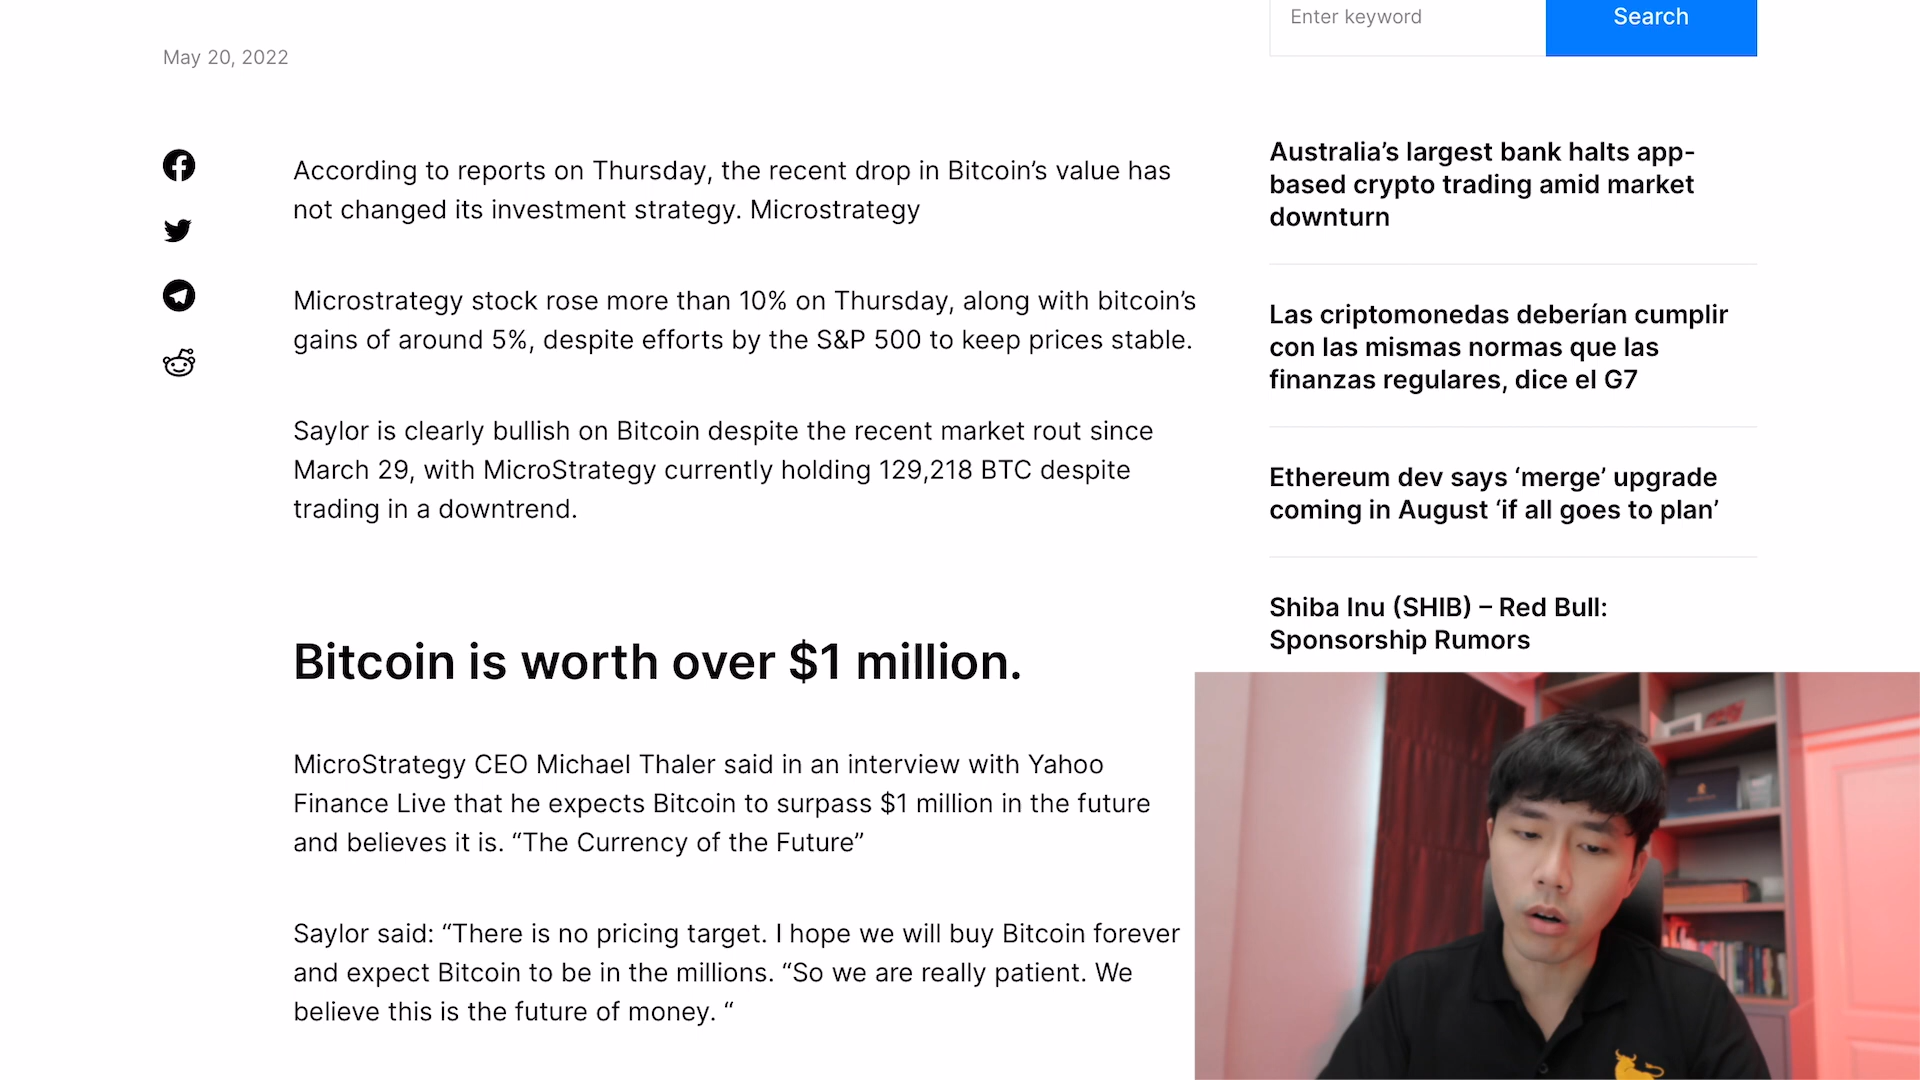 May 20, 2022
According to reports on Thursday, the recent drop in Bitcoin’s value has
not changed its investment strategy. Microstrategy
Microstrategy stock rose more than 10% on Thursday, along with bitcoin’s
gains of around 5%, despite efforts by the S&P 500 to keep prices stable.
Saylor is clearly bullish on Bitcoin despite the recent market rout since
March 29, with MicroStrategy currently holding 129,218 BTC despite
trading in a downtrend.
Bitcoin is worth over $1 million.
MicroStrategy CEO Michael Thaler said in an interview with Yahoo
Finance Live that he expects Bitcoin to surpass $1 million in the future
and believes it is. “The Currency of the Future”
Saylor said: “There is no pricing target. I hope we will buy Bitcoin forever
and expect Bitcoin to be in the millions. “So we are really patient. We
believe this is the future of money. “
Enter keyword
Search
Australia’s largest bank halts app-
based crypto trading amid market
downturn
Las criptomonedas deberían cumplir
con las mismas normas que las
finanzas regulares, dice el G7
Ethereum dev says ‘merge’ upgrade
coming in August ‘if all goes to plan’
Shiba Inu (SHIB) – Red Bull:
Sponsorship Rumors